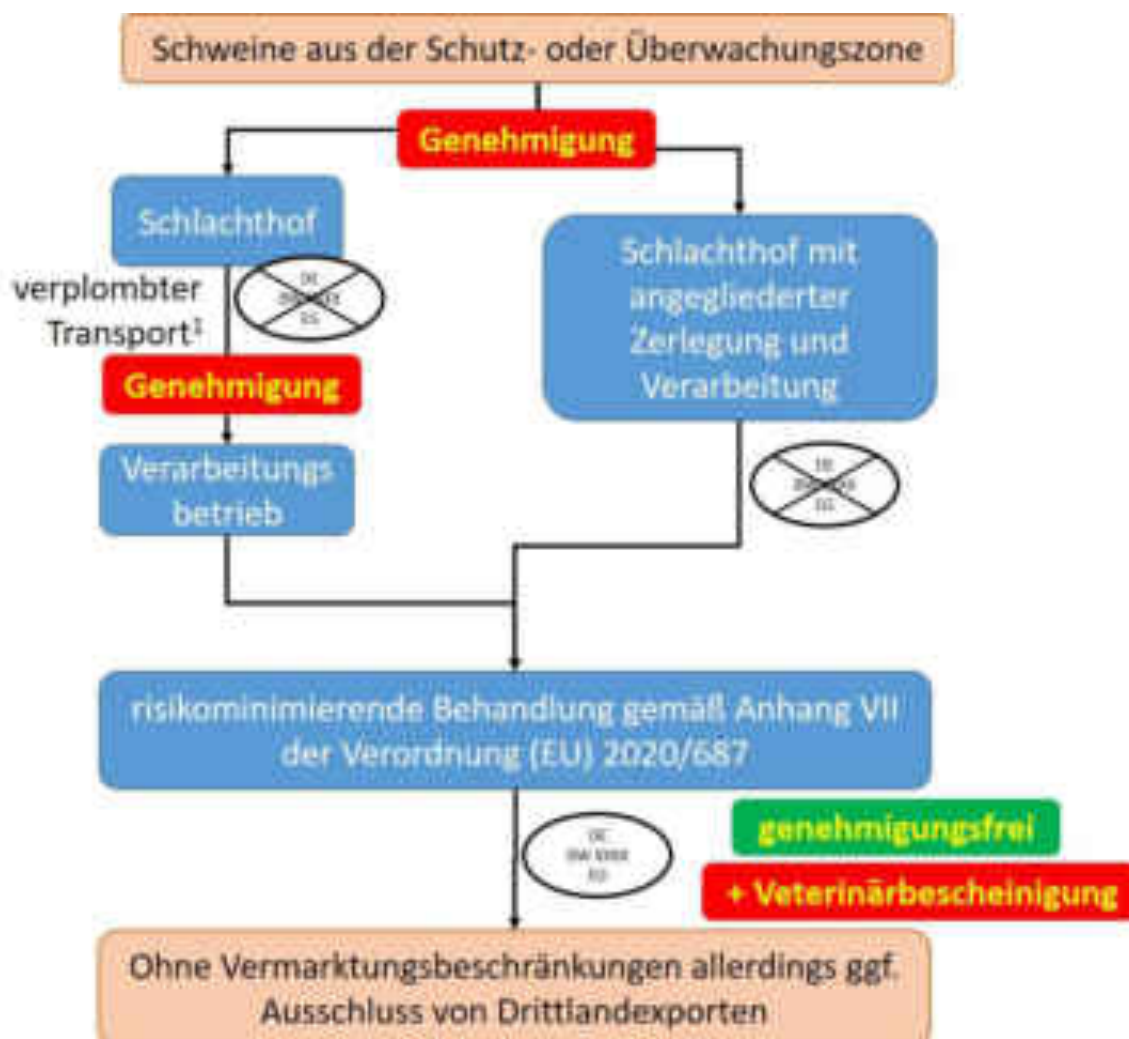 Schweine aus der Schutz- oder Überwachungszone
Genehmigung
Schlachthof
verplombter
Transport¹
Genehmigung
Verarbeitungs
betrieb
Schlachthof mit
angegliederter
Zerlegung und
Verarbeitung
risikominimierende Behandlung gemäß Anhang VII
der Verordnung (EU) 2020/687
genehmigungsfrei
+ Veterinärbescheinigung
Ohne Vermarktungsbeschränkungen allerdings ggf.
Ausschluss von Drittlandexporten